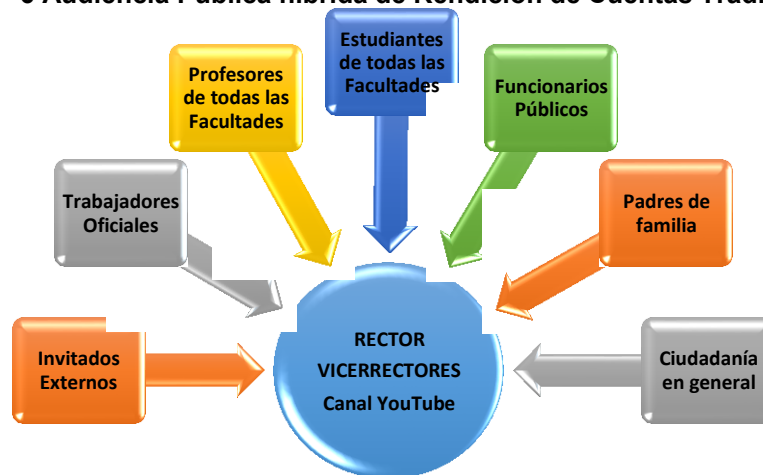 Audiencia Pública híbrida de Rendición de Cuentas
Estudiantes
de todas las
Facultades
Profesores
de todas las
Facultades
Funcionarios
Públicos
Trabajadores
Oficiales
Padres de
familia
Invitados
Externos
RECTOR
VICERRECTORES
Canal YouTube
Ciudadanía
en general